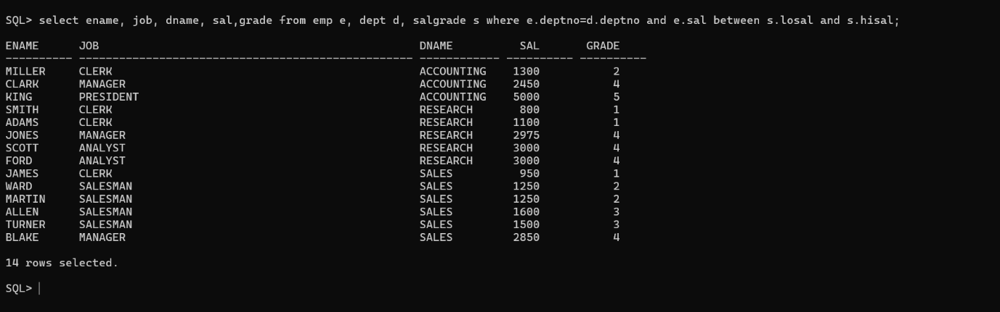 SQL> select ename, job, dname, sal,grade from emp e, dept d, salgrade s where e.deptno=d.deptno and e.sal between s.losal and s.hisal;
ENAME      JOB                                                DNAME             SAL      GRADE
---------- -------------------------------------------------- ------------ ---------- ----------
MILLER     CLERK                                              ACCOUNTING    1300          2
CLARK      MANAGER                                            ACCOUNTING    2450          4
KING       PRESIDENT                                          ACCOUNTING    5000          5
SMITH      CLERK                                              RESEARCH       800          1
ADAMS      CLERK                                              RESEARCH      1100          1
JONES      MANAGER                                            RESEARCH      2975          4
SCOTT      ANALYST                                            RESEARCH      3000          4
FORD       ANALYST                                            RESEARCH      3000          4
JAMES      CLERK                                              SALES          950          1
WARD       SALESMAN                                           SALES         1250          2
MARTIN     SALESMAN                                           SALES         1250          2
ALLEN      SALESMAN                                           SALES         1600          3
TURNER     SALESMAN                                           SALES         1500          3
BLAKE      MANAGER                                            SALES         2850          4
14 rows selected.
SQL>